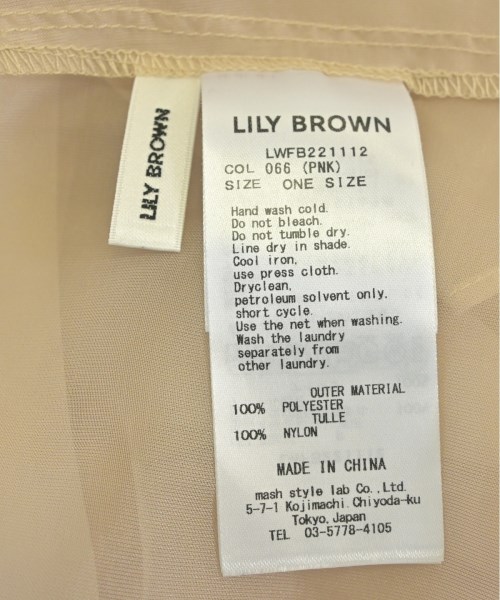 LILY BROWN
LILY BROWN
LWFB221112
COL 066 (PNK)
SIZE ONE SIZE
Hand wash cold.
Do not bleach.
Do not tumble dry.
Line dry in shade.
Cool iron,
use press cloth.
Dryclean,
petroleum solvent only,
short cycle.
Use the net when washing.
Wash the laundry
separately from
other laundry.
OUTER MATERIAL
100% POLYESTER
TULLE
100% NYLON
MADE IN CHINA
mash style lab Co.,Ltd.
5-7-1 Kojimachi Chiyoda-ku
Tokyo, Japan
TEL 03-5778-4105